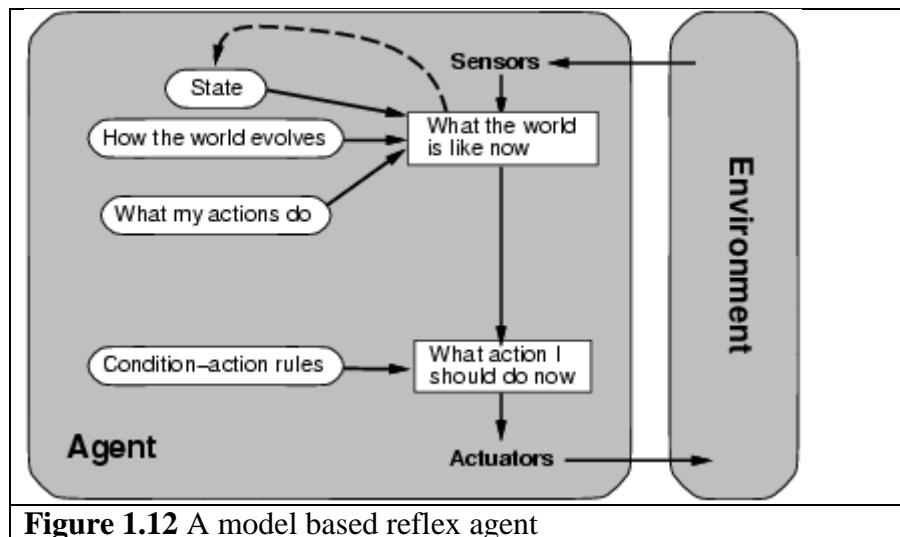 Sensors
State
What the world
is like now
How the world evolves
What my actions do
Environment
Condition–action rules
What action I
should do now
Agent
Actuators
Figure 1.12 A model based reflex agent